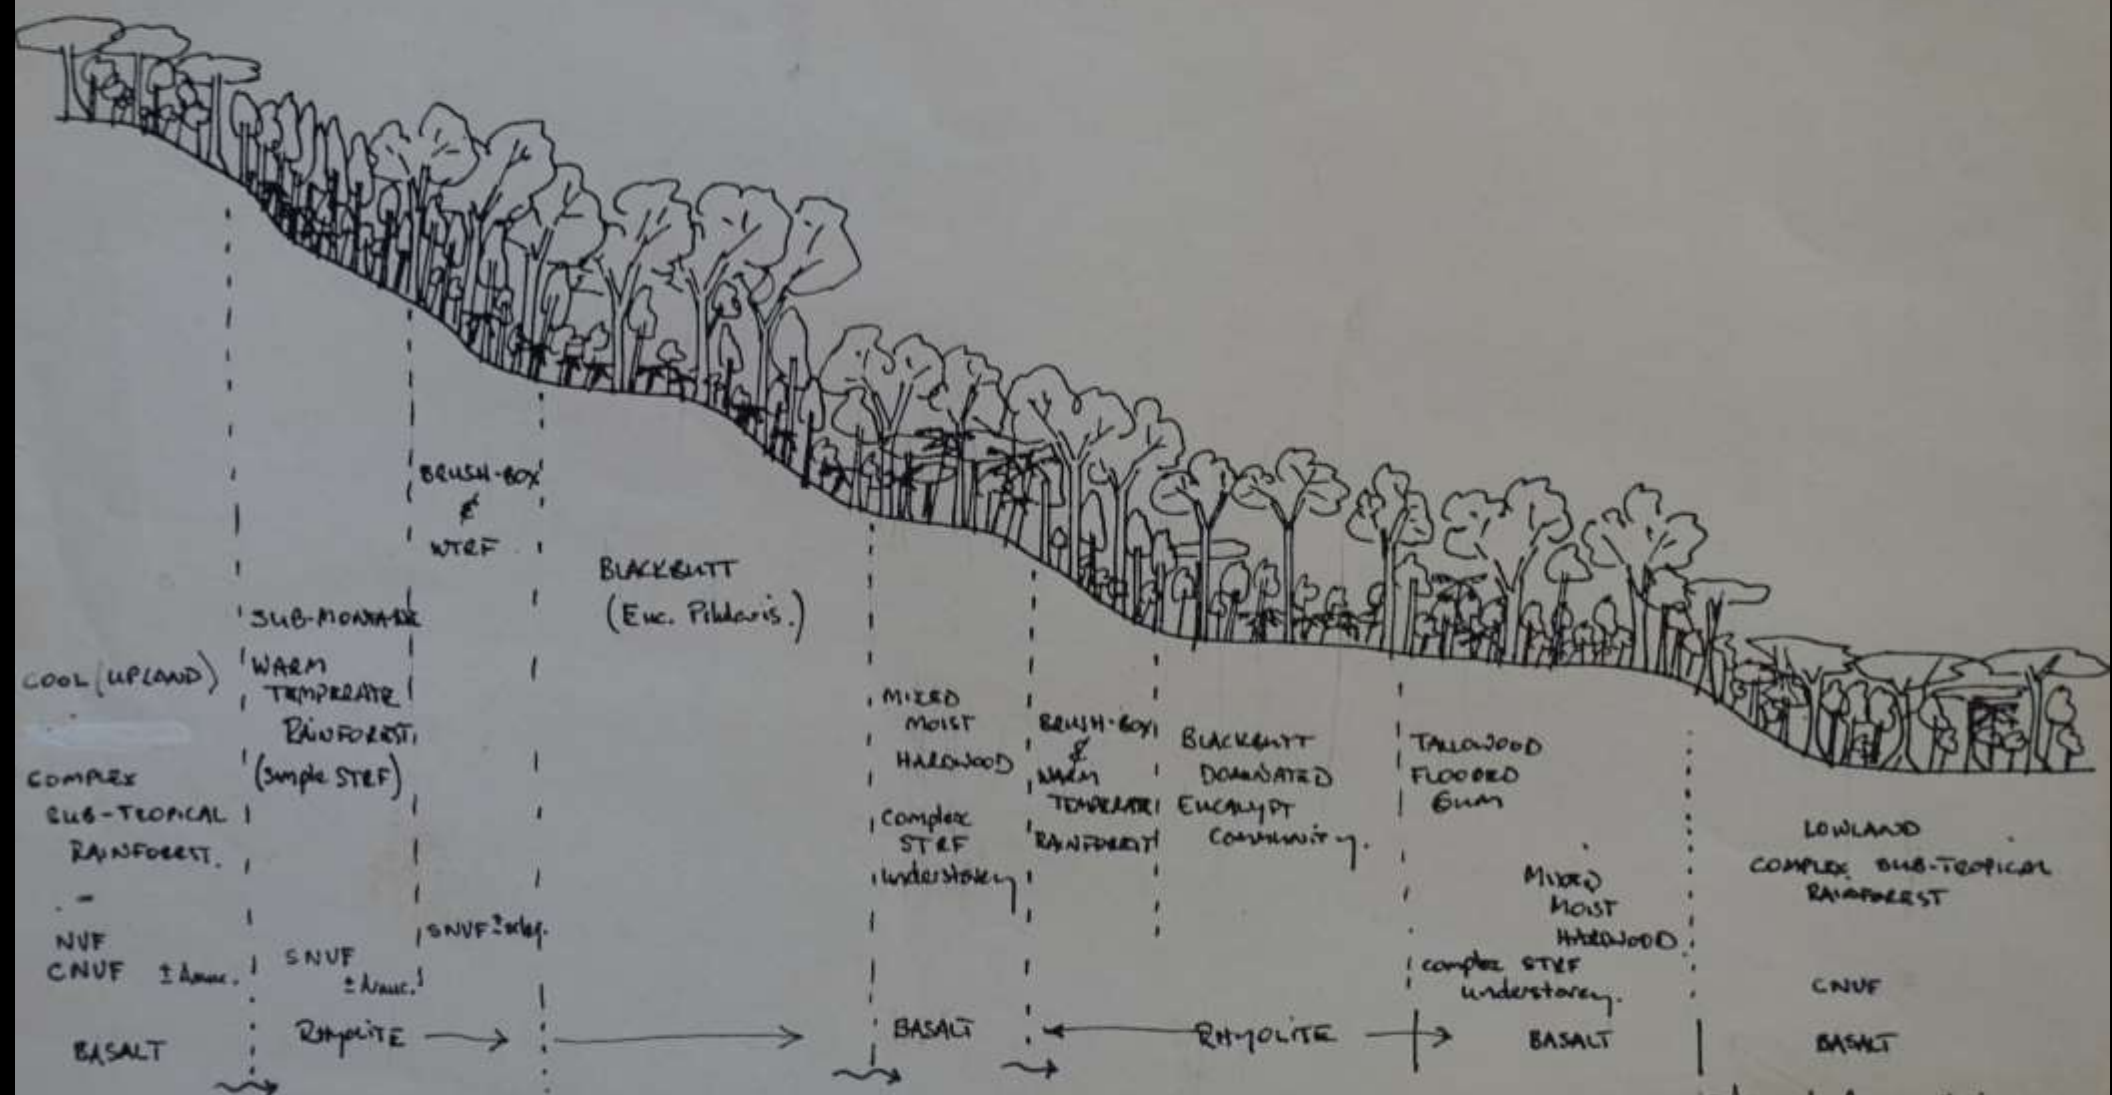 COOL (UPLAND)
COMPLEX
SUB-TROPICAL
RAINFOREST.
-
NVF
CNVF ± Arauc.
BASALT
SUB-MONTANE
WARM
TEMPERATE
RAINFOREST
(Simple STRF)
SNVF
± Arauc.
RHYOLITE
BRUSH-BOX
&
WTRF
SNVF ±
BLACKBUTT
(Euc. Pilularis.)
MIXED
MOIST
HARDWOOD
Complex
STRF
understorey
BASALT
BRUSH-BOX
&
WARM
TEMPERATE
RAINFOREST
BLACKBUTT
DOMINATED
EUCALYPT
COMMUNITY.
RHYOLITE
TALLOWOOD
FLOODED
GUM
MIXED
MOIST
HARDWOOD
Complex STRF
understorey.
BASALT
LOWLAND
COMPLEX SUB-TROPICAL
RAINFOREST
CNVF
BASALT